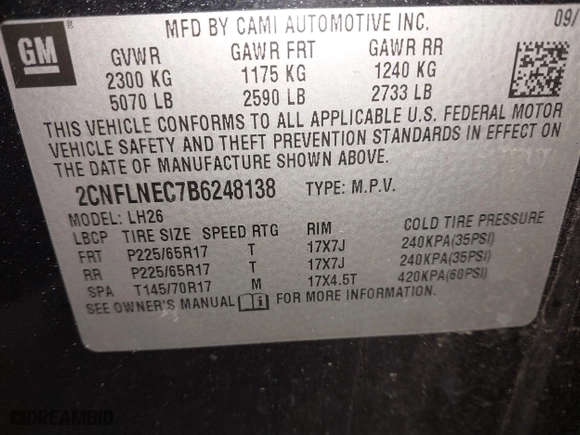 GM
MFD BY CAMI AUTOMOTIVE INC. 09/
GVWR GAWR FRT GAWR RR
2300 KG 1175 KG 1240 KG
5070 LB 2590 LB 2733 LB
THIS VEHICLE CONFORMS TO ALL APPLICABLE U.S. FEDERAL MOTOR
VEHICLE SAFETY AND THEFT PREVENTION STANDARDS IN EFFECT ON
THE DATE OF MANUFACTURE SHOWN ABOVE.
2CNFLNEC7B6248138 TYPE: M.P.V.
MODEL: LH26
LBCP TIRE SIZE SPEED RTG RIM COLD TIRE PRESSURE
FRT P225/65R17 T 17X7J 240KPA(35PSI)
RR P225/65R17 T 17X7J 240KPA(35PSI)
SPA T145/70R17 M 17X4.5T 420KPA(60PSI)
SEE OWNER'S MANUAL i FOR MORE INFORMATION.
DREAMBID